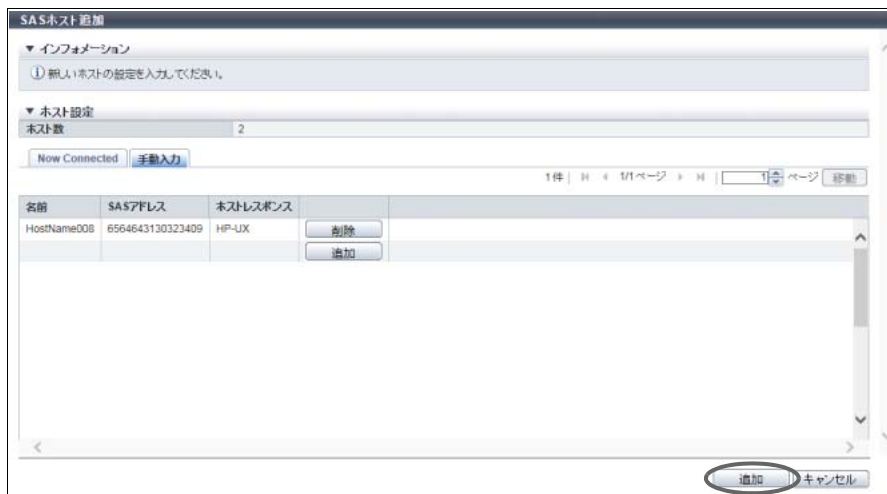 SASホスト追加
▼ インフォメーション
新しいホストの設定を入力してください。
▼ ホスト設定
ホスト数 2
Now Connected 手動入力
1件 | 1/1ページ | 1 ページ 移動
名前 SASアドレス ホストレスポンス
HostName008 6564643130323409 HP-UX 削除
追加
追加 キャンセル